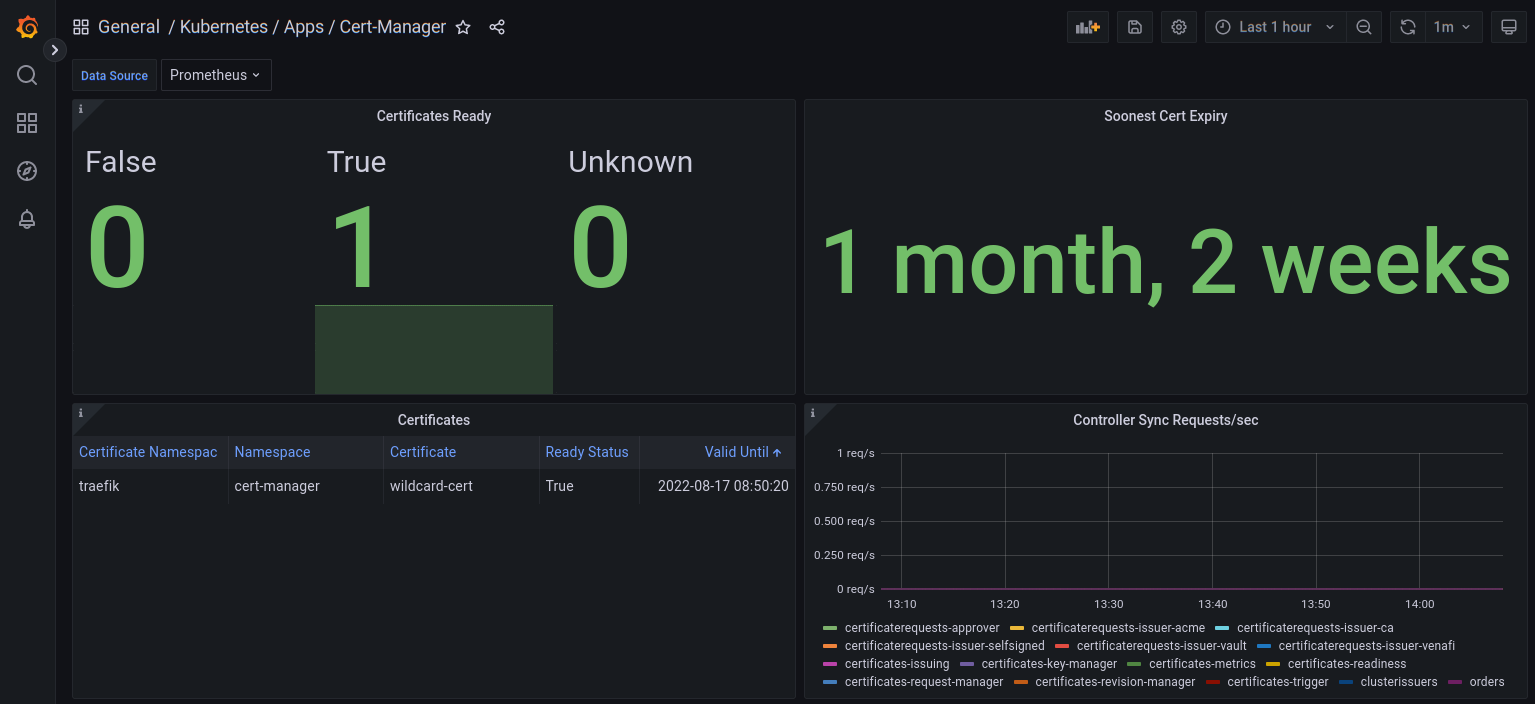 General / Kubernetes / Apps / Cert-Manager
Last 1 hour
1m
Data Source
Prometheus
Certificates Ready
False
True
Unknown
0
1
0
Soonest Cert Expiry
1 month, 2 weeks
Certificates
Certificate Namespac Namespace Certificate Ready Status Valid Until
traefik cert-manager wildcard-cert True 2022-08-17 08:50:20
Controller Sync Requests/sec
1 req/s
0.750 req/s
0.500 req/s
0.250 req/s
0 req/s
13:10 13:20 13:30 13:40 13:50 14:00
certificaterequests-approver certificaterequests-issuer-acme certificaterequests-issuer-ca
certificaterequests-issuer-selfsigned certificaterequests-issuer-vault certificaterequests-issuer-venafi
certificates-issuing certificates-key-manager certificates-metrics certificates-readiness
certificates-request-manager certificates-revision-manager certificates-trigger clusterissuers orders